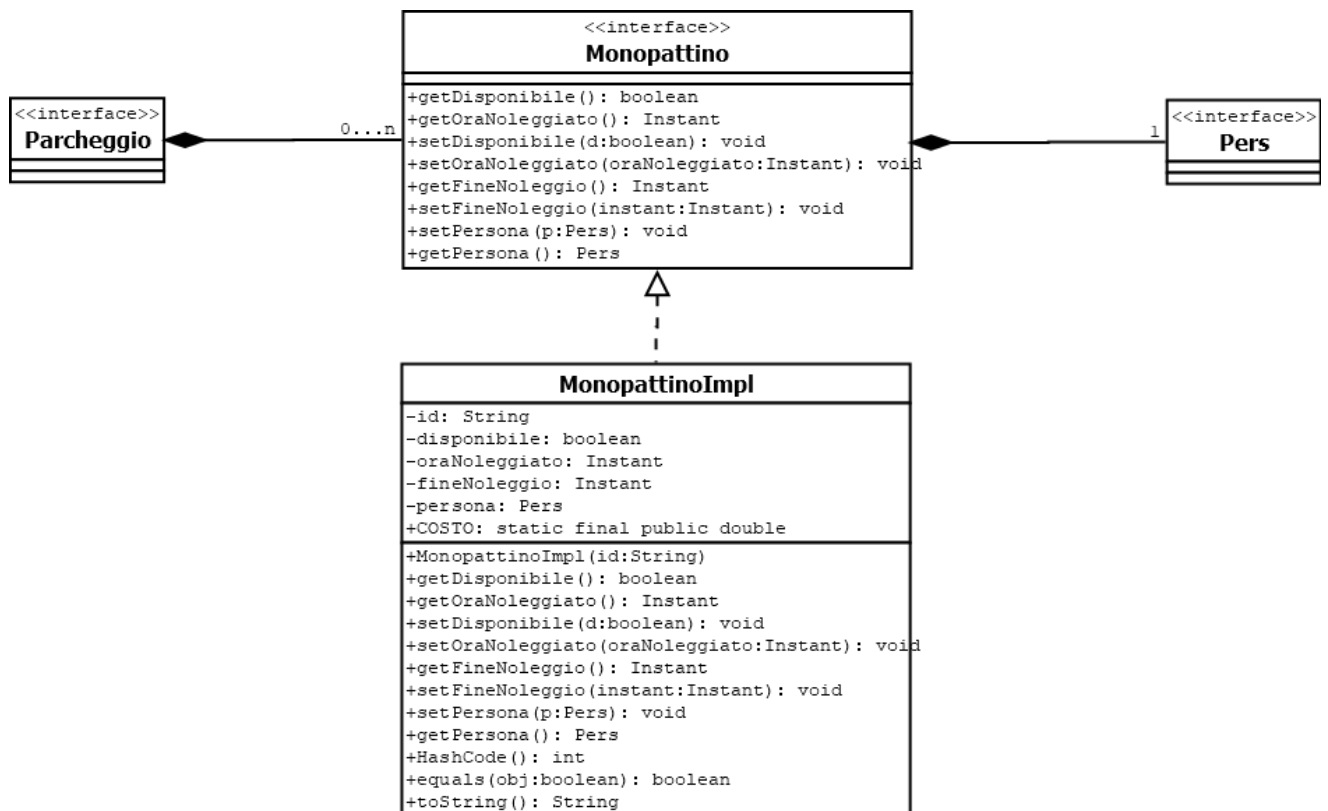 <<interface>>
Monopattino
+getDisponibile(): boolean
+getOraNoleggiato(): Instant
+setDisponibile(d:boolean): void
+setOraNoleggiato(oraNoleggiato:Instant): void
+getFineNoleggio(): Instant
+setFineNoleggio(instant:Instant): void
+setPersona(p:Pers): void
+getPersona(): Pers
<<interface>>
Parcheggio
0...n
1
<<interface>>
Pers
MonopattinoImpl
-id: String
-disponibile: boolean
-oraNoleggiato: Instant
-fineNoleggio: Instant
-persona: Pers
+COSTO: static final public double
+MonopattinoImpl(id:String)
+getDisponibile(): boolean
+getOraNoleggiato(): Instant
+setDisponibile(d:boolean): void
+setOraNoleggiato(oraNoleggiato:Instant): void
+getFineNoleggio(): Instant
+setFineNoleggio(instant:Instant): void
+setPersona(p:Pers): void
+getPersona(): Pers
+HashCode(): int
+equals(obj:boolean): boolean
+toString(): String